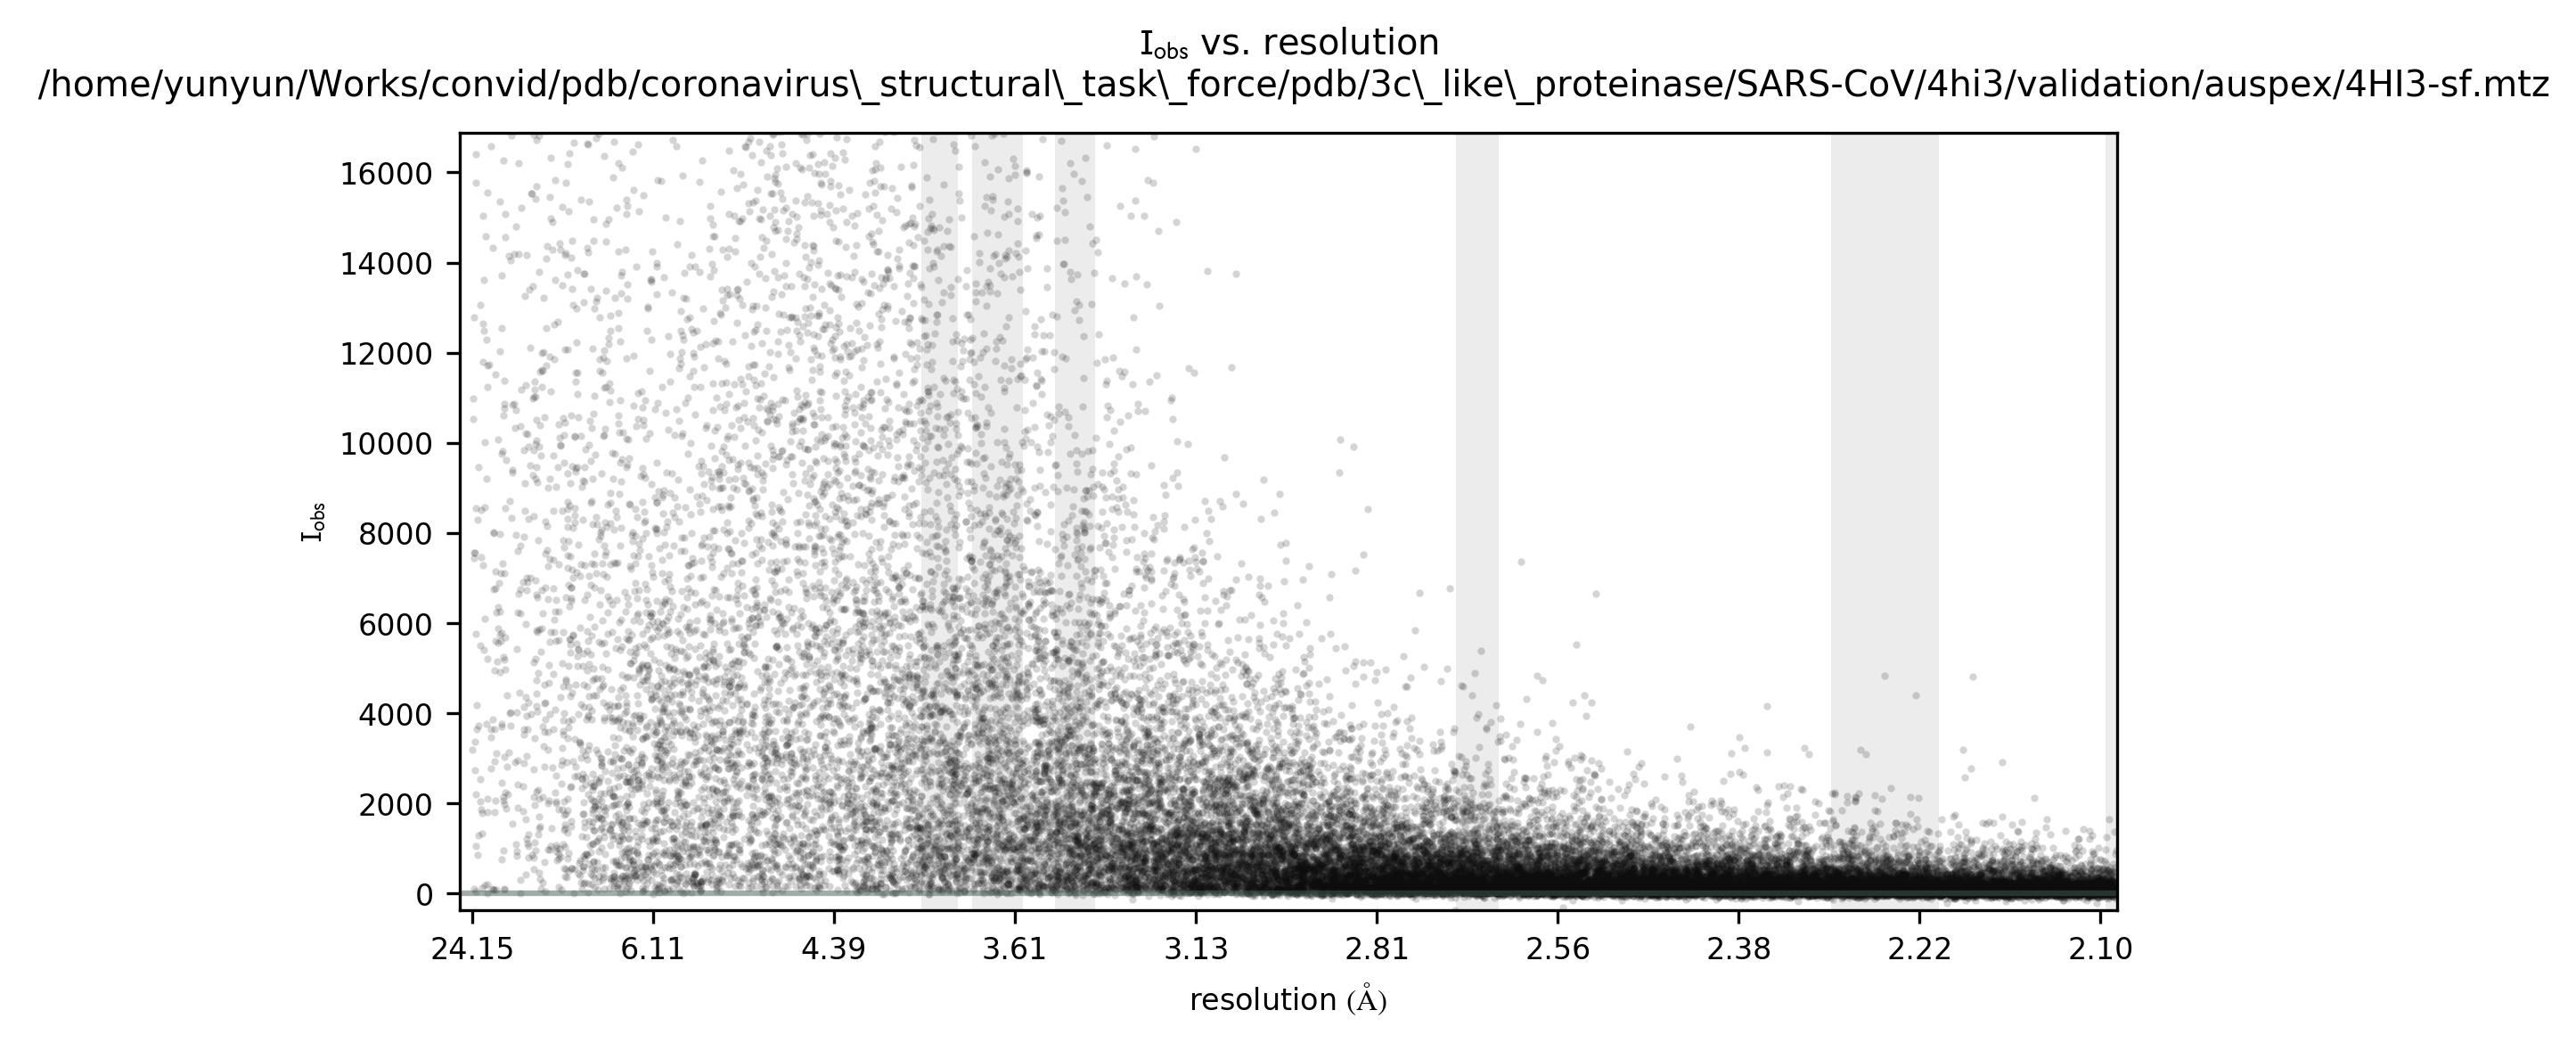 I_obs vs. resolution
/home/yunyun/Works/convid/pdb/coronavirus\_structural\_task\_force/pdb/3c\_like\_proteinase/SARS-CoV/4hi3/validation/auspex/4HI3-sf.mtz
I_obs
16000
14000
12000
10000
8000
6000
4000
2000
0
24.15 6.11 4.39 3.61 3.13 2.81 2.56 2.38 2.22 2.10
resolution (Å)